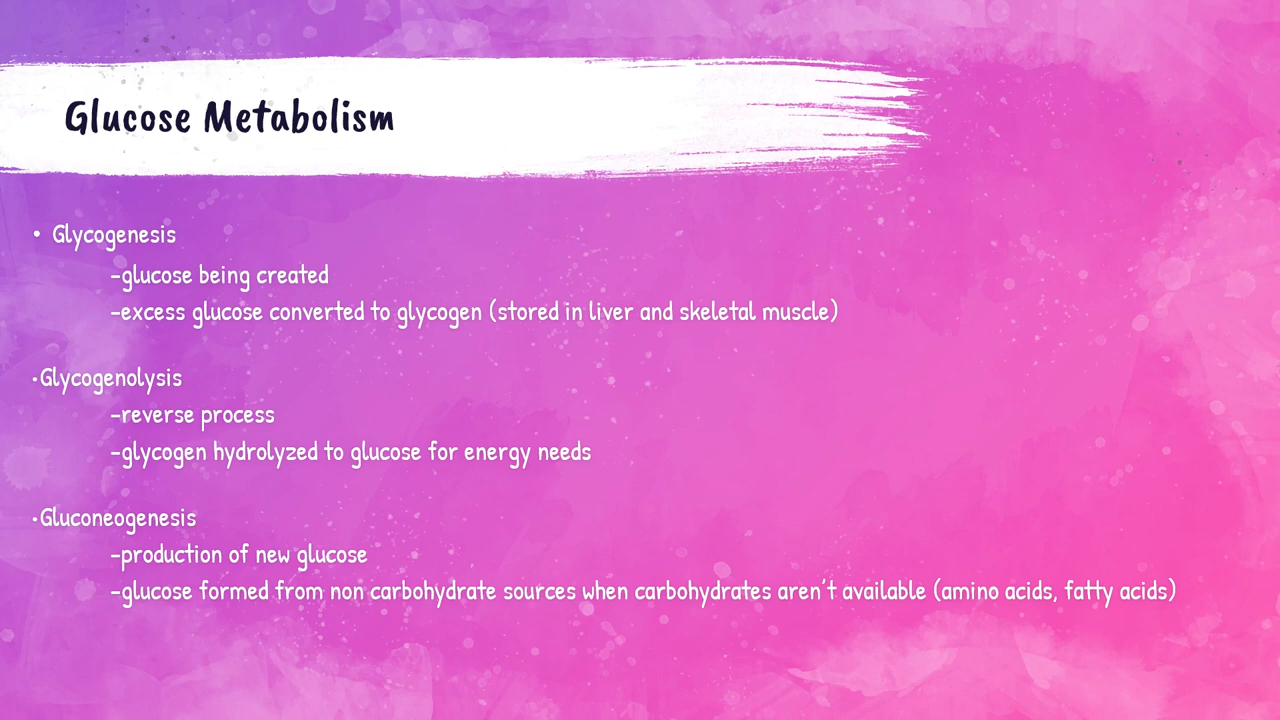 Glucose Metabolism
• Glycogenesis
-glucose being created
-excess glucose converted to glycogen (stored in liver and skeletal muscle)
•Glycogenolysis
-reverse process
-glycogen hydrolyzed to glucose for energy needs
•Gluconeogenesis
-production of new glucose
-glucose formed from non carbohydrate sources when carbohydrates aren't available (amino acids, fatty acids)